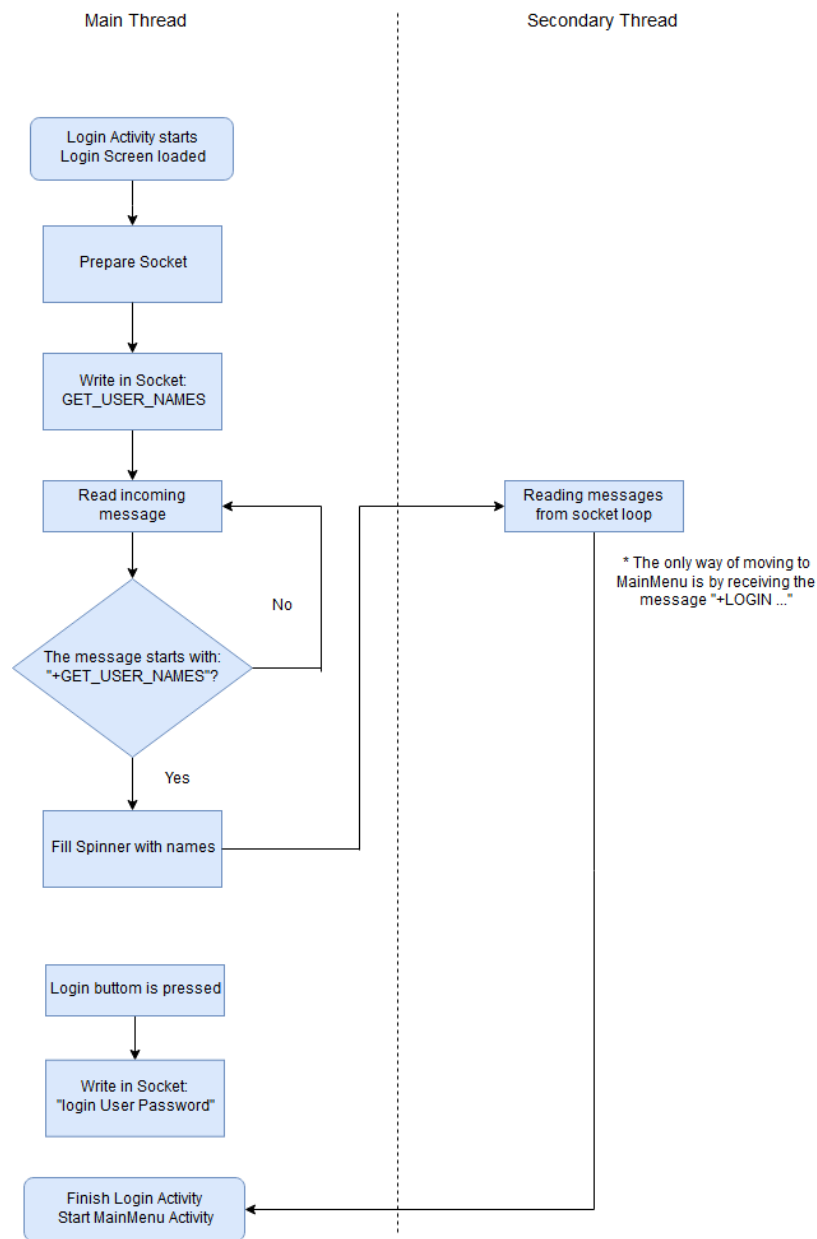 Main Thread
Secondary Thread
Login Activity starts
Login Screen loaded
Prepare Socket
Write in Socket:
GET_USER_NAMES
Read incoming
message
Reading messages
from socket loop
* The only way of moving to
MainMenu is by receiving the
message "+LOGIN ..."
No
The message starts with:
"+GET_USER_NAMES"?
Yes
Fill Spinner with names
Login buttom is pressed
Write in Socket:
"login User Password"
Finish Login Activity
Start MainMenu Activity